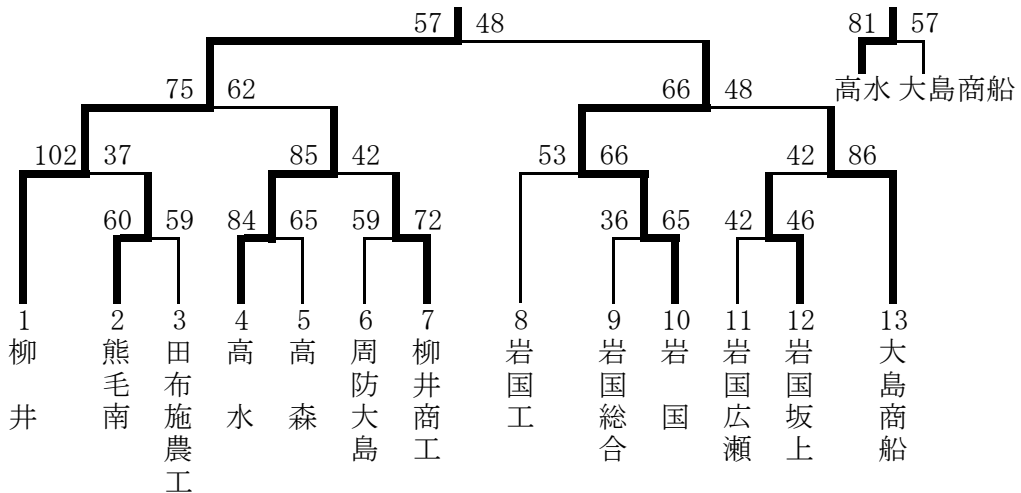 57 48
81 57
高水 大島商船
75 62
66 48
102 37
85 42
53 66
42 86
60 59
84 65
59 72
36 65
42 46
1 2 3 4 5 6 7 8 9 10 11 12 13
柳井
熊毛南
田布施農工
高水
高森
周防大島
柳井商工
岩国工
岩国総合
岩国
岩国広瀬
岩国坂上
大島商船